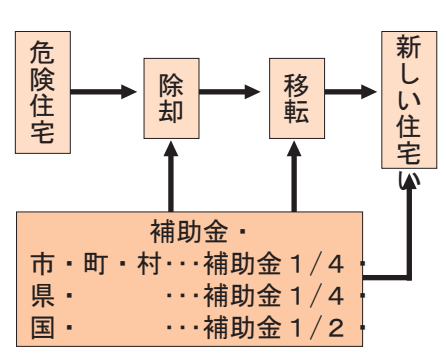 危険住宅
除却
移転
新しい住宅い
補助金・
市・町・村･･･補助金１/４・
県・　　　･･･補助金１/４・
国・　　　･･･補助金１/２・